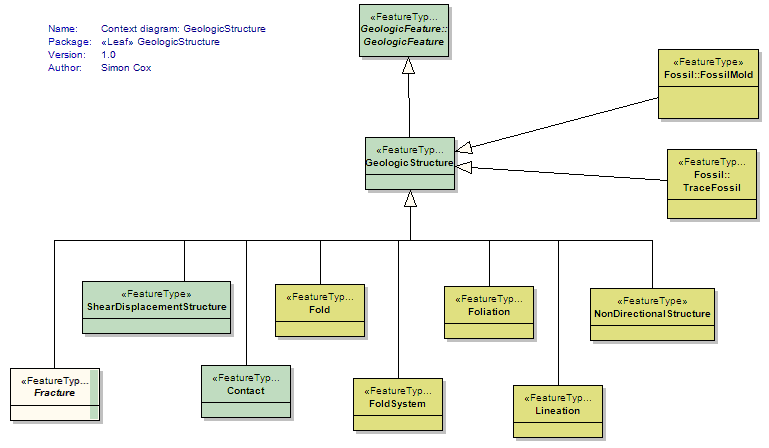 Name: Context diagram: GeologicStructure
Package: «Leaf» GeologicStructure
Version: 1.0
Author: Simon Cox
«FeatureTyp...
GeologicFeature::
GeologicFeature
«FeatureType»
Fossil::FossilMold
«FeatureTyp...
GeologicStructure
«FeatureTyp...
Fossil::
TraceFossil
«FeatureType»
ShearDisplacementStructure
«FeatureTyp...
Fold
«FeatureTyp...
Foliation
«FeatureType»
NonDirectionalStructure
«FeatureTyp...
Fracture
«FeatureTyp...
Contact
«FeatureTyp...
FoldSystem
«FeatureTyp...
Lineation